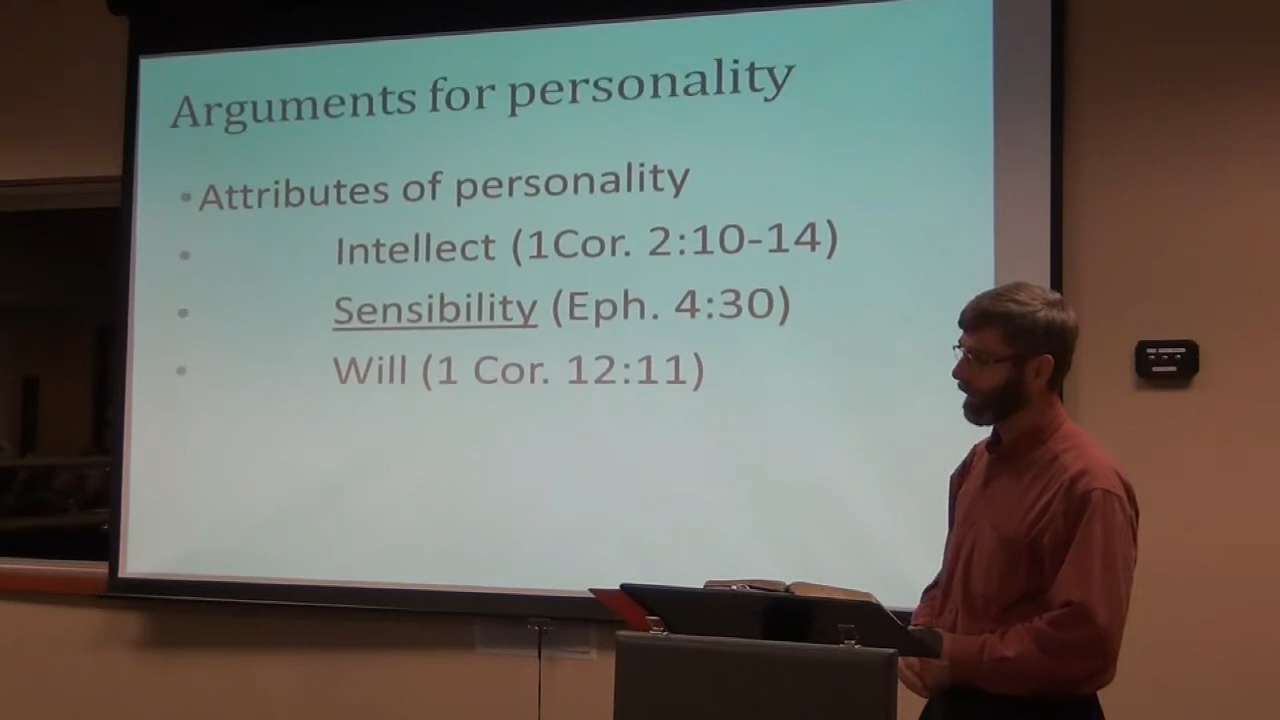 Arguments for personality
•Attributes of personality
• Intellect (1Cor. 2:10-14)
• Sensibility (Eph. 4:30)
• Will (1 Cor. 12:11)